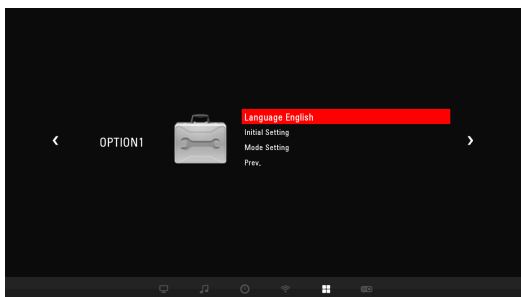 OPTION1
Language English
Initial Setting
Mode Setting
Prev.